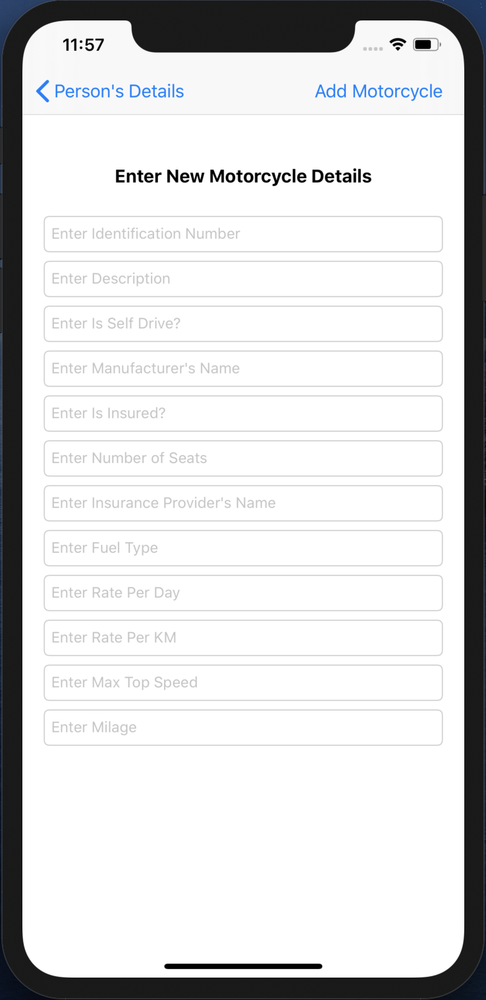 11:57
Person's Details Add Motorcycle
Enter New Motorcycle Details
Enter Identification Number
Enter Description
Enter Is Self Drive?
Enter Manufacturer's Name
Enter Is Insured?
Enter Number of Seats
Enter Insurance Provider's Name
Enter Fuel Type
Enter Rate Per Day
Enter Rate Per KM
Enter Max Top Speed
Enter Milage